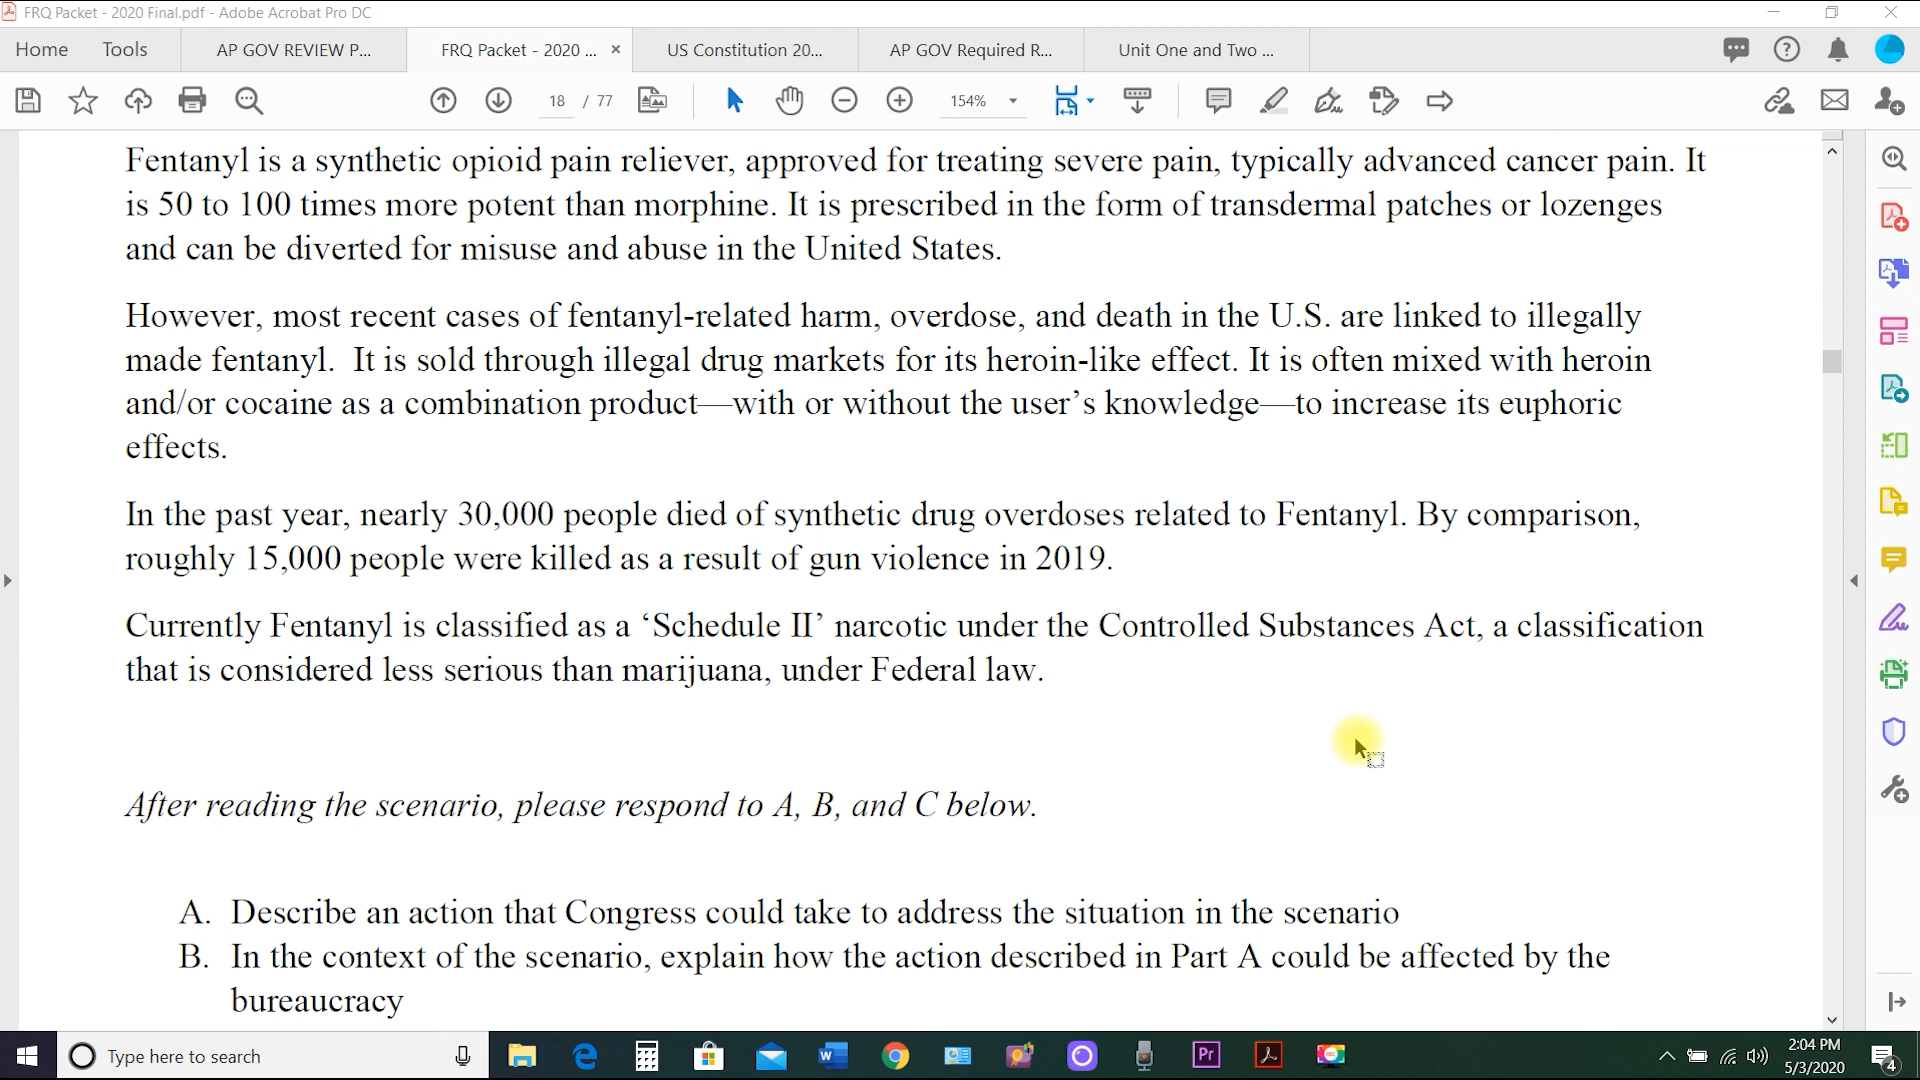 FRQ Packet - 2020 Final.pdf - Adobe Acrobat Pro DC
Home Tools AP GOV REVIEW P... FRQ Packet - 2020 ... × US Constitution 20... AP GOV Required R... Unit One and Two ...
18 / 77 154%
Fentanyl is a synthetic opioid pain reliever, approved for treating severe pain, typically advanced cancer pain. It
is 50 to 100 times more potent than morphine. It is prescribed in the form of transdermal patches or lozenges
and can be diverted for misuse and abuse in the United States.
However, most recent cases of fentanyl-related harm, overdose, and death in the U.S. are linked to illegally
made fentanyl.  It is sold through illegal drug markets for its heroin-like effect. It is often mixed with heroin
and/or cocaine as a combination product—with or without the user’s knowledge—to increase its euphoric
effects.
In the past year, nearly 30,000 people died of synthetic drug overdoses related to Fentanyl. By comparison,
roughly 15,000 people were killed as a result of gun violence in 2019.
Currently Fentanyl is classified as a ‘Schedule II’ narcotic under the Controlled Substances Act, a classification
that is considered less serious than marijuana, under Federal law.
After reading the scenario, please respond to A, B, and C below.
A. Describe an action that Congress could take to address the situation in the scenario
B. In the context of the scenario, explain how the action described in Part A could be affected by the
bureaucracy
Type here to search
Pr
2:04 PM
5/3/2020
4